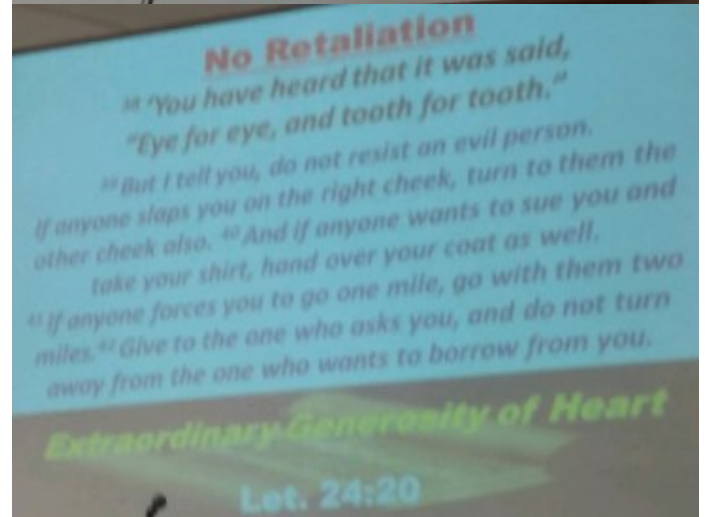 No Retaliation
³⁸ 'You have heard that it was said,
"Eye for eye, and tooth for tooth."
³⁹ But I tell you, do not resist an evil person.
If anyone slaps you on the right cheek, turn to them the
other cheek also. ⁴⁰ And if anyone wants to sue you and
take your shirt, hand over your coat as well.
⁴¹ If anyone forces you to go one mile, go with them two
miles. ⁴² Give to the one who asks you, and do not turn
away from the one who wants to borrow from you.
Extraordinary Generosity of Heart
Let. 24:20